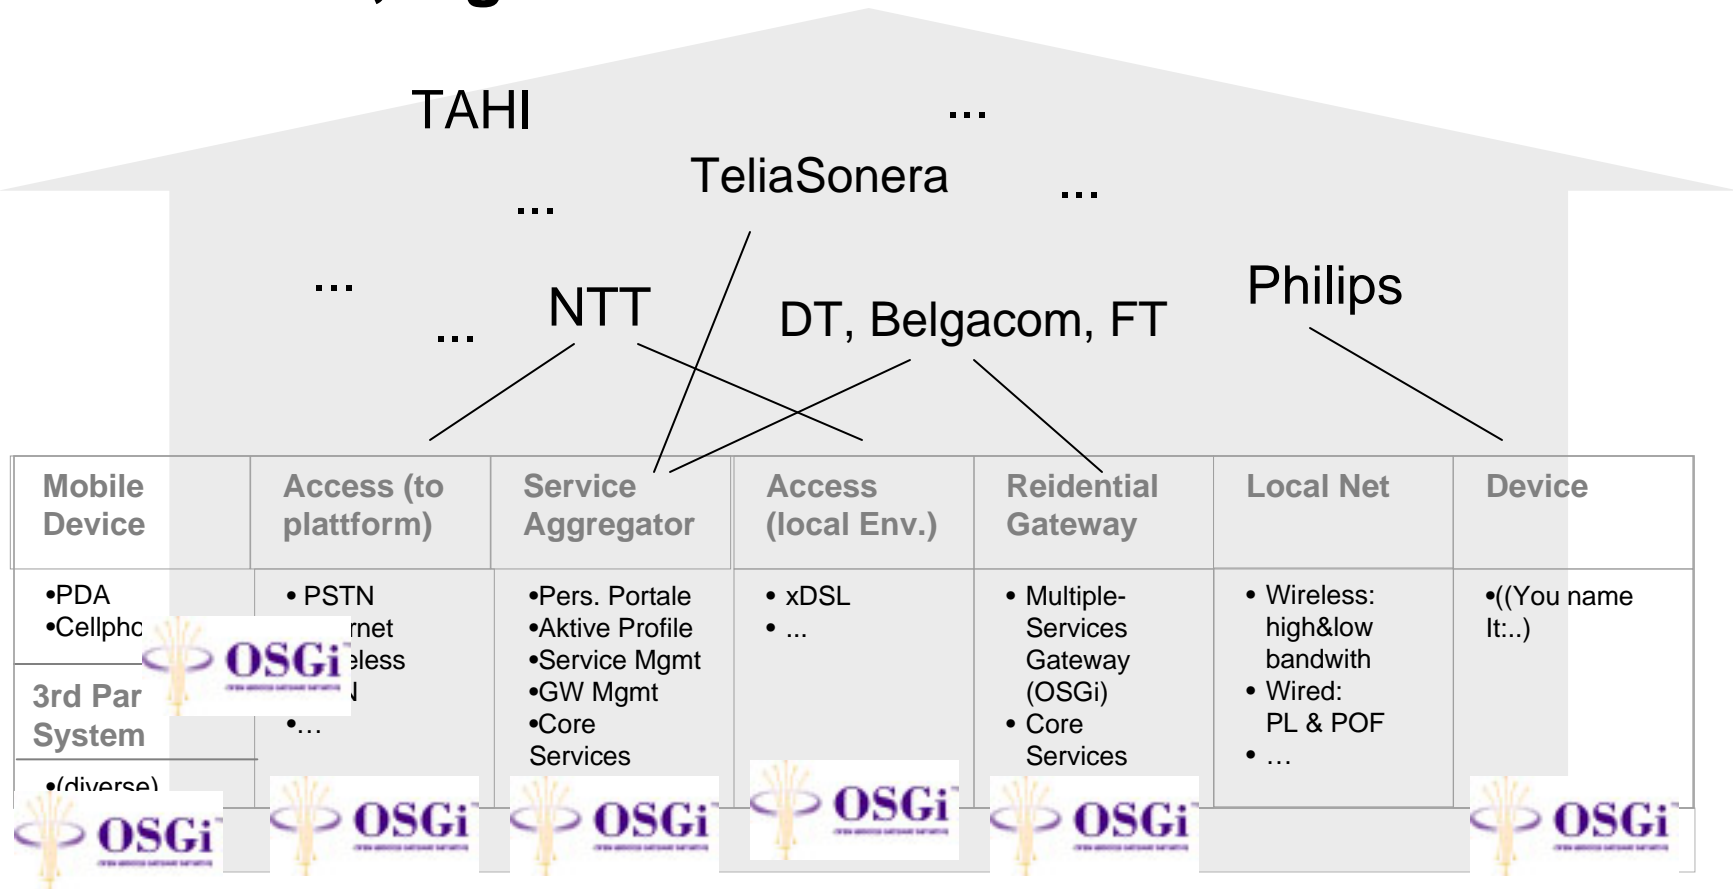 TAHI
...
TeliaSonera
...
...
...
NTT
...
DT, Belgacom, FT
Philips
Mobile
Device
Access (to
plattform)
Service
Aggregator
Access
(local Env.)
Reidential
Gateway
Local Net
Device
•PDA
•Cellpho
3rd Par
System
•(diverse)
• PSTN
rnet
eless
N
•…
•Pers. Portale
•Aktive Profile
•Service Mgmt
•GW Mgmt
•Core
Services
• xDSL
• ...
• Multiple-
Services
Gateway
(OSGi)
• Core
Services
• Wireless:
high&low
bandwith
• Wired:
PL & POF
• …
•((You name
It:..)
OSGi
OSGi
OSGi
OSGi
OSGi
OSGi
OSGi